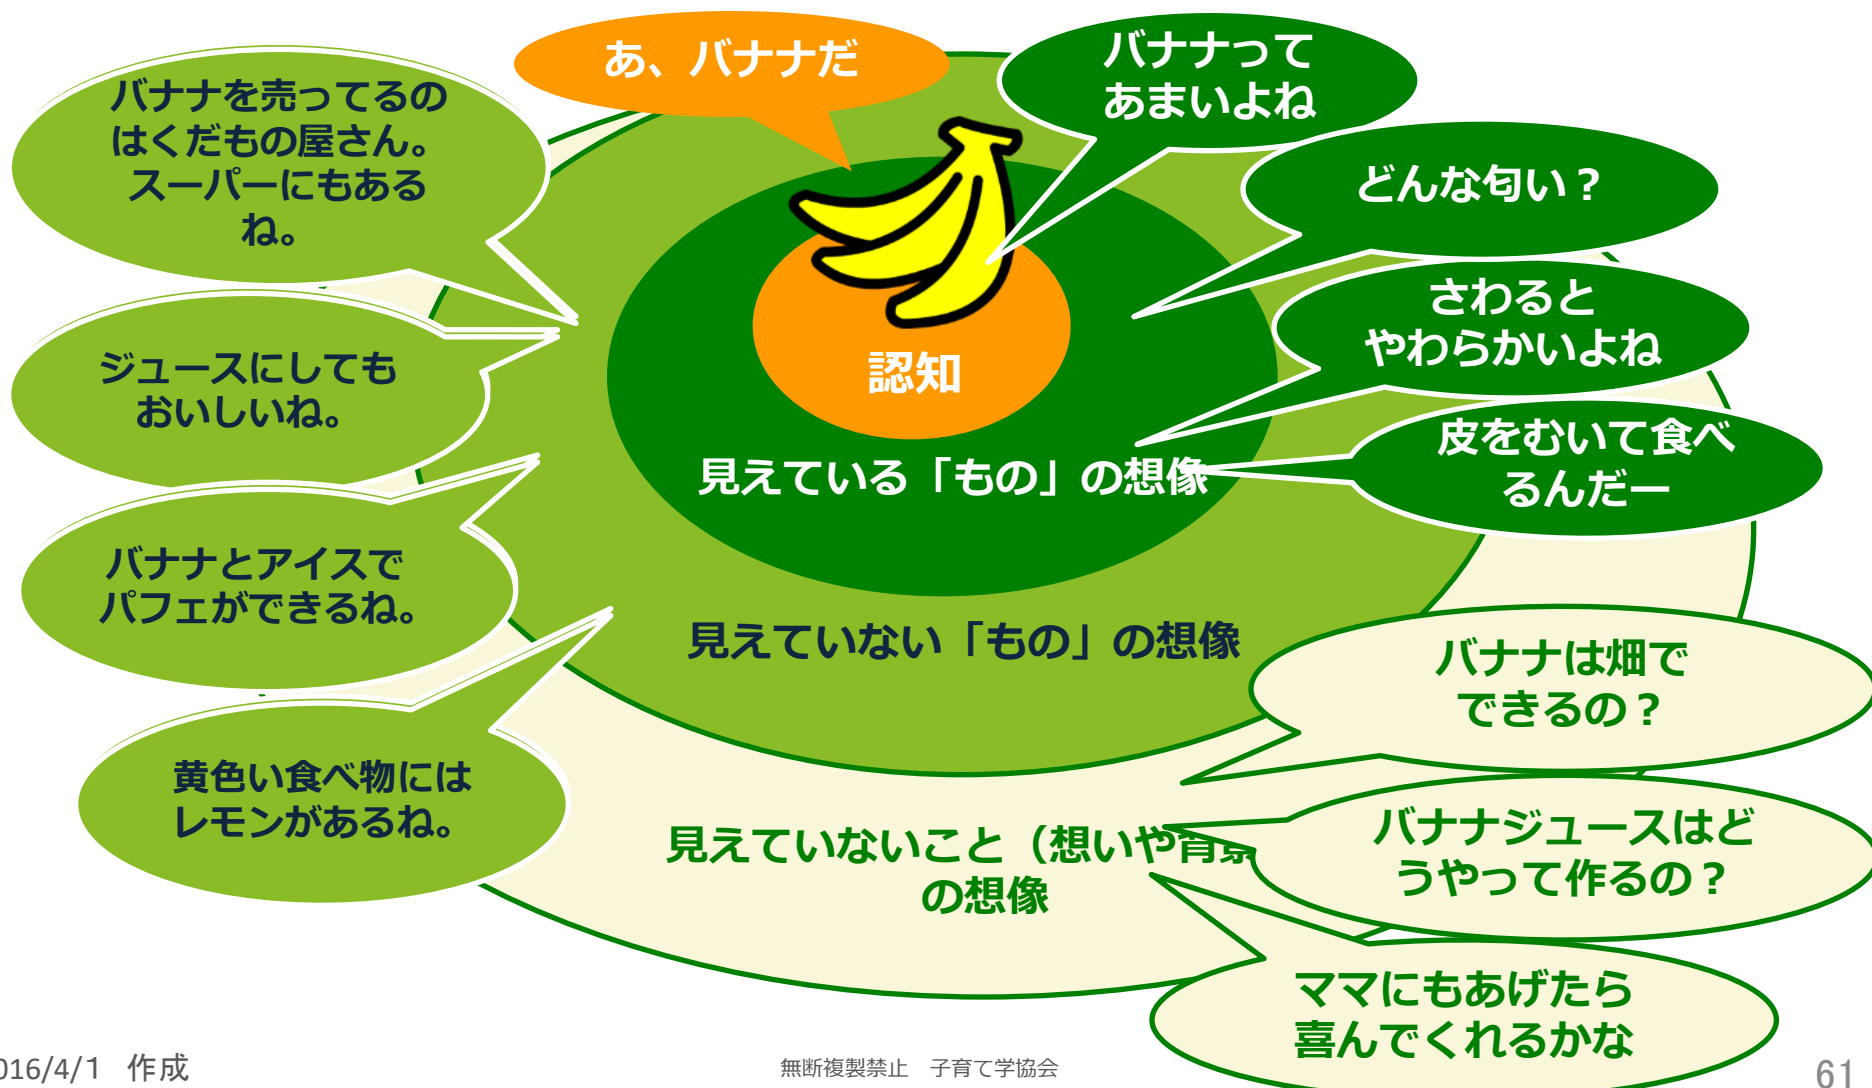 あ、バナナだ
バナナって
あまいよね
バナナを売ってるの
はくだもの屋さん。
スーパーにもある
ね。
どんな匂い？
さわると
やわらかいよね
ジュースにしても
おいしいね。
認知
皮をむいて食べ
るんだー
見えている「もの」の想像
バナナとアイスで
パフェができるね。
見えていない「もの」の想像
バナナは畑で
できるの？
黄色い食べ物には
レモンがあるね。
見えていないこと（想いや背景
の想像
バナナジュースはど
うやって作るの？
ママにもあげたら
喜んでくれるかな
016/4/1 作成
無断複製禁止 子育て学協会
61